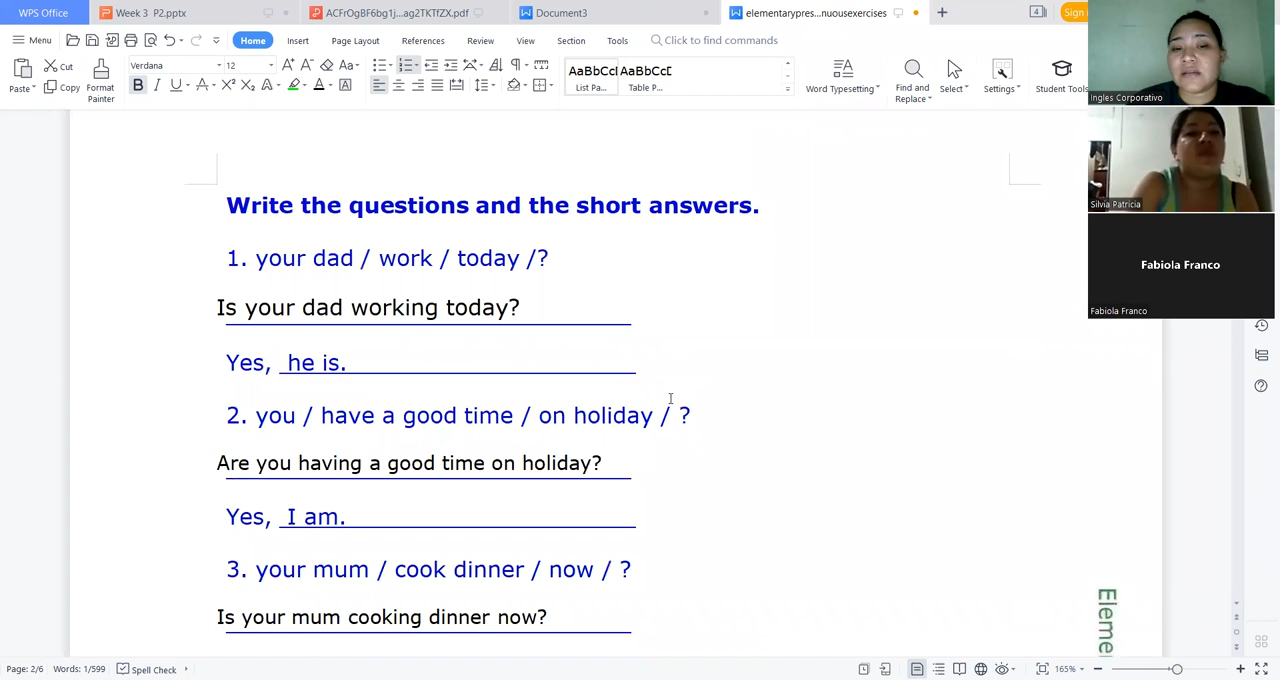 WPS Office
Week 3 P2.pptx
ACFrOgBF6bg1j...ag2TKTfZX.pdf
Document3
elementarypres...nuousexercises
4
Sign i
Menu
Home
Insert
Page Layout
References
Review
View
Section
Tools
Click to find commands
Paste
Cut
Copy
Format
Painter
Verdana
12
AaBbCcI
List Pa...
AaBbCcD
Table P...
Word Typesetting
Find and
Replace
Select
Settings
Student Tools
Ingles Corporativo
Silvia Patricia
Fabiola Franco
Fabiola Franco
Write the questions and the short answers.
1. your dad / work / today /?
Is your dad working today?
Yes, he is.
2. you / have a good time / on holiday / ?
Are you having a good time on holiday?
Yes, I am.
3. your mum / cook dinner / now / ?
Is your mum cooking dinner now?
Eleme
Page: 2/6
Words: 1/599
Spell Check
165%